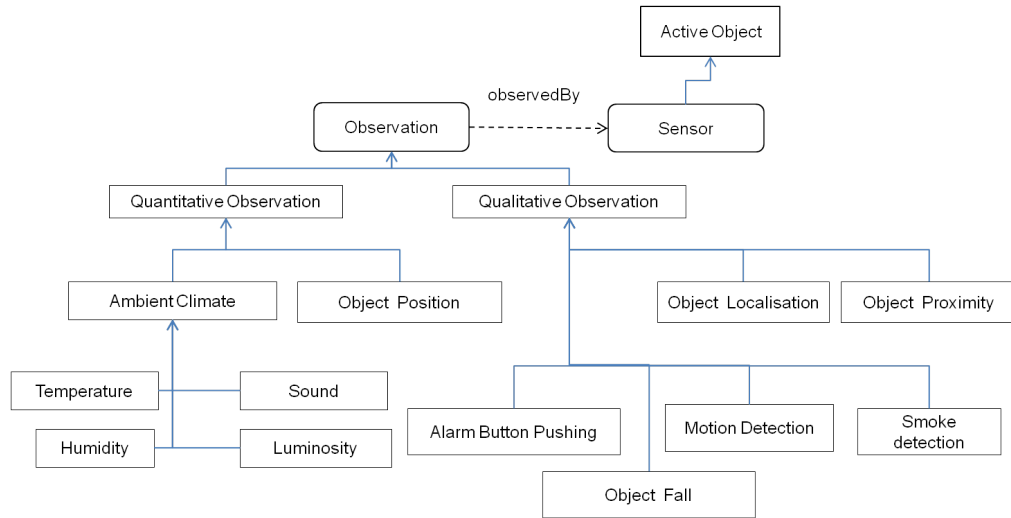 Active Object
observedBy
Observation
Sensor
Quantitative Observation
Qualitative Observation
Ambient Climate
Object Position
Object Localisation
Object Proximity
Temperature
Sound
Humidity
Luminosity
Alarm Button Pushing
Motion Detection
Smoke
detection
Object Fall